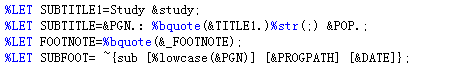 %LET SUBTITLE1=Study &study;
%LET SUBTITLE=&PGN.: %bquote(&TITLE1.)%str(;) &POP.;
%LET FOOTNOTE=%bquote(&_FOOTNOTE);
%LET SUBFOOT= ~{sub [%lowcase(&PGN)] [&PROGPATH] [&DATE]};